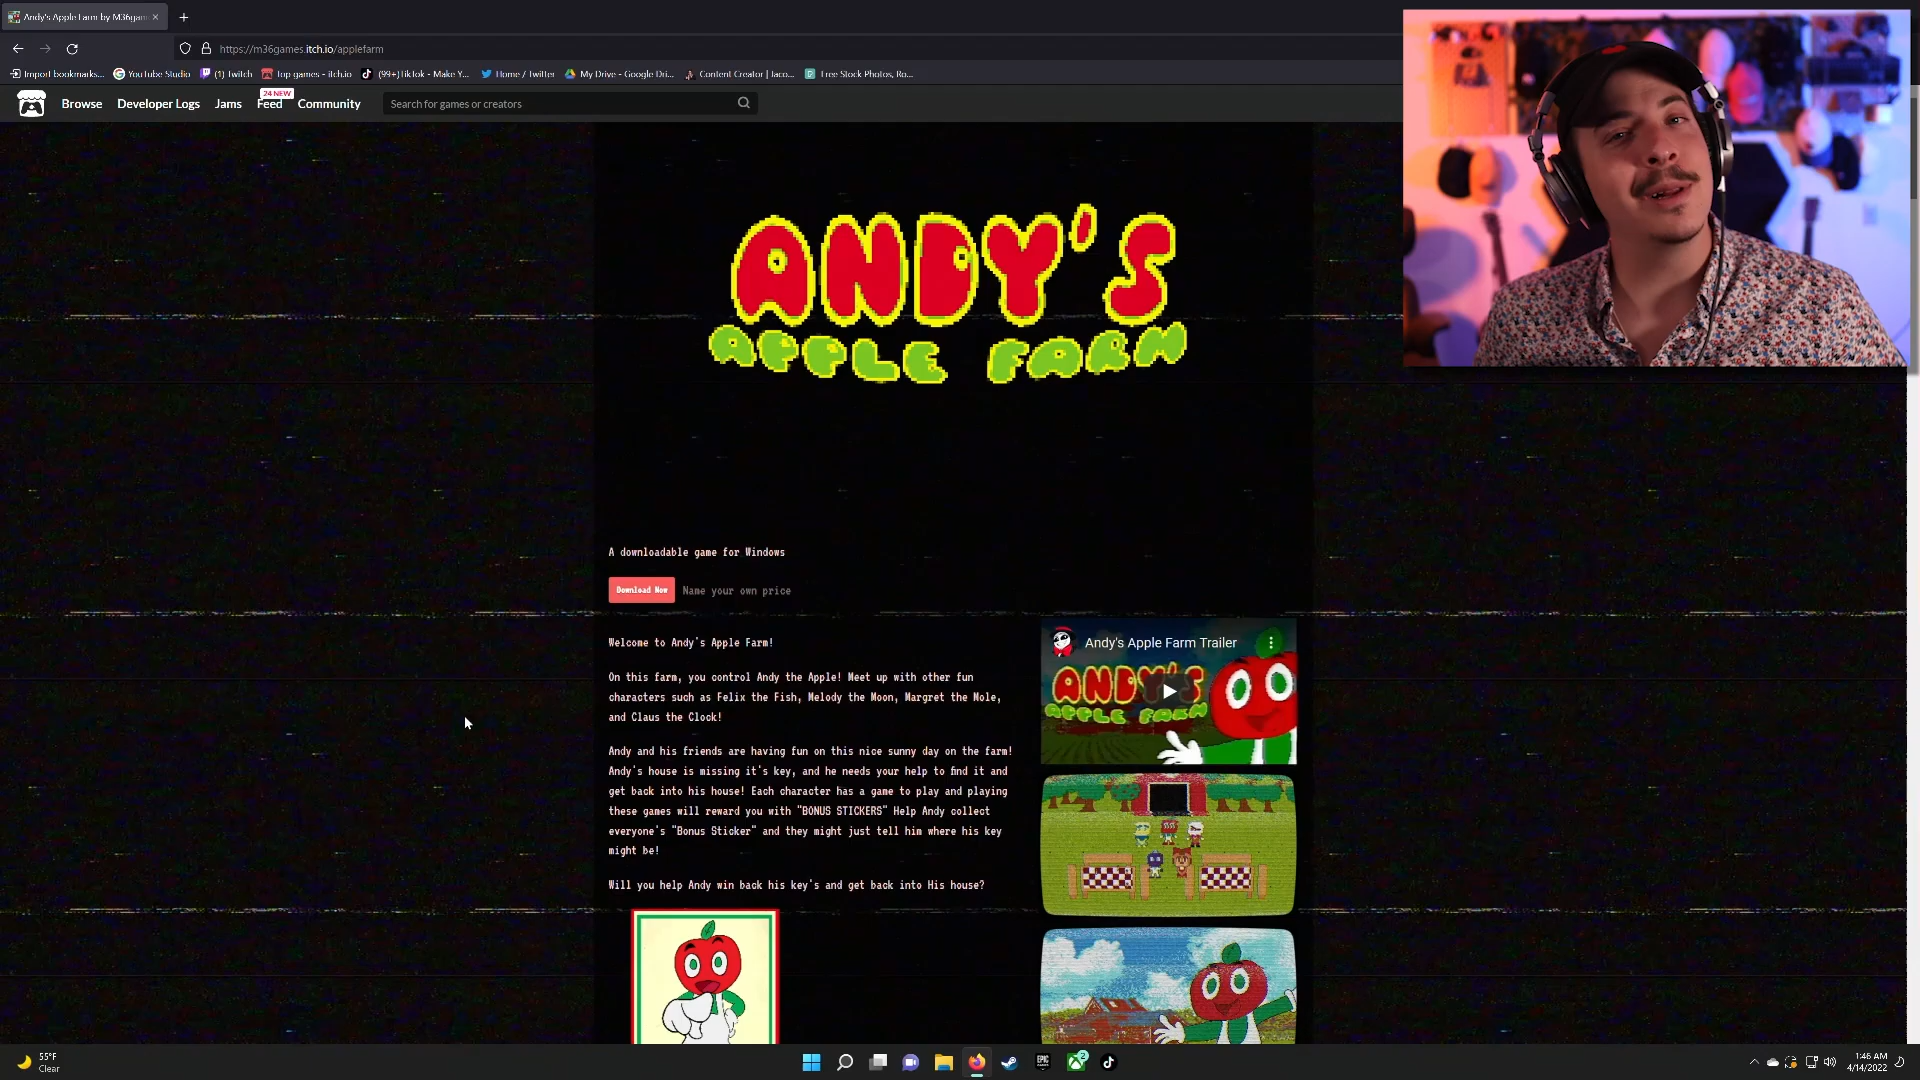 Andy's Apple Farm by M36gam
https://m36games.itch.io/applefarm
Import bookmarks...
YouTube Studio
(1) Twitch
Top games - itch.io
(99+) TikTok - Make Y...
Home / Twitter
My Drive - Google Dri...
Content Creator | Jaco...
Free Stock Photos, Ro...
Browse
Developer Logs
Jams
24 NEW
Feed
Community
Search for games or creators
ANDY'S
APPLE FARM
A downloadable game for Windows
Download Now
Name your own price
Welcome to Andy's Apple Farm!
On this farm, you control Andy the Apple! Meet up with other fun
characters such as Felix the Fish, Melody the Moon, Margret the Mole,
and Claus the Clock!
Andy and his friends are having fun on this nice sunny day on the farm!
Andy's house is missing it's key, and he needs your help to find it and
get back into his house! Each character has a game to play and playing
these games will reward you with "BONUS STICKERS" Help Andy collect
everyone's "Bonus Sticker" and they might just tell him where his key
might be!
Will you help Andy win back his key's and get back into His house?
Andy's Apple Farm Trailer
ANDY'S
APPLE FARM
55°F
Clear
EPIC
2
1:46 AM
4/14/2022